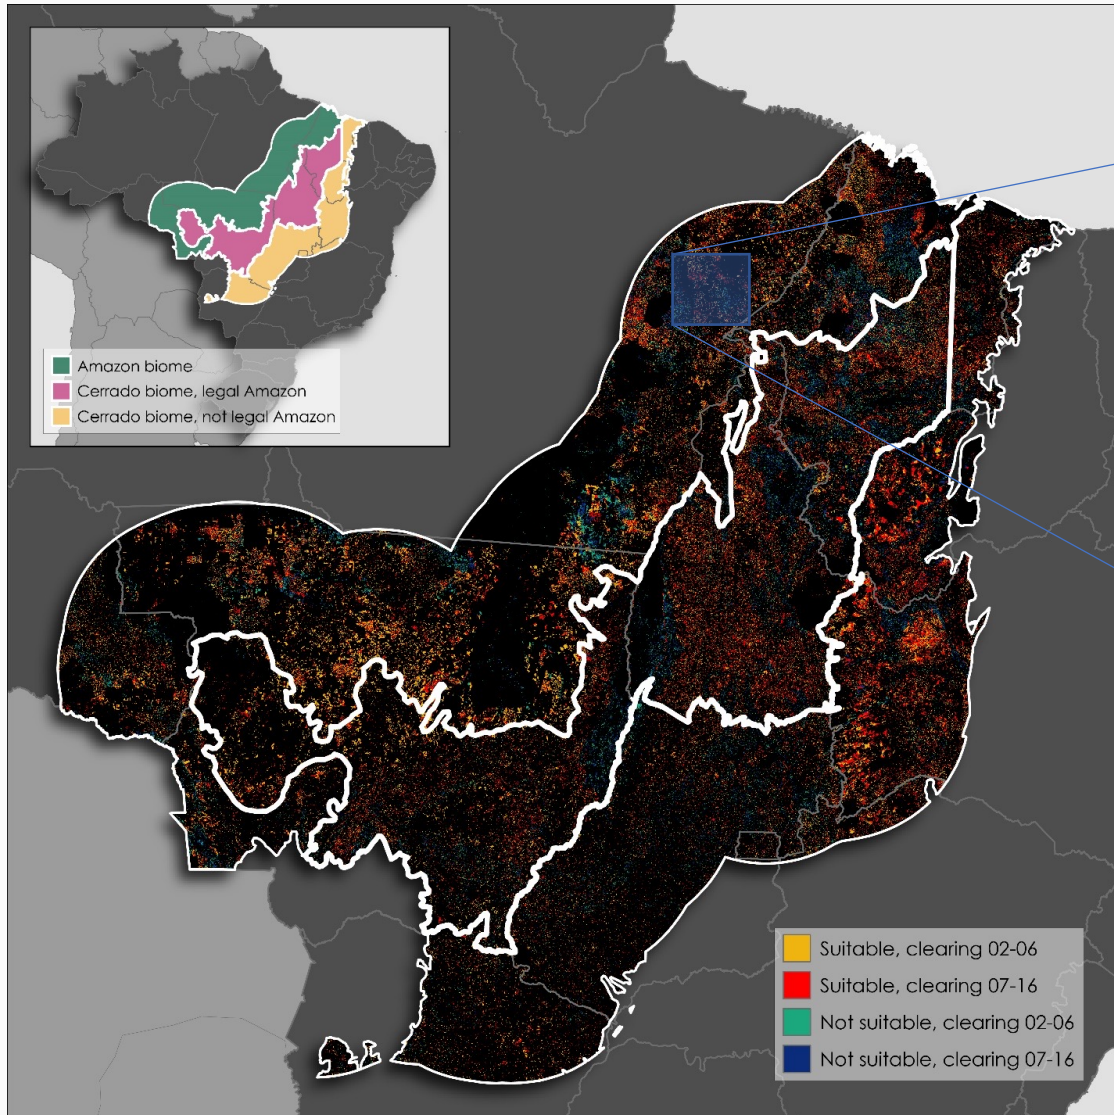 Amazon biome
Cerrado biome, legal Amazon
Cerrado biome, not legal Amazon
Suitable, clearing 02-06
Suitable, clearing 07-16
Not suitable, clearing 02-06
Not suitable, clearing 07-16